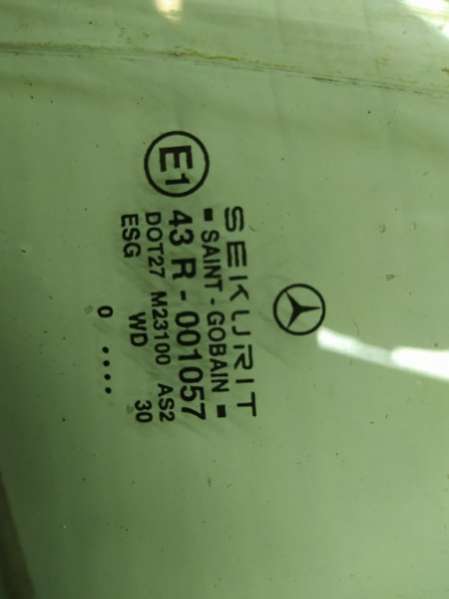 SEKURIT
SAINT - GOBAIN
E1
43 R - 001057
DOT27 M23100 AS2
ESG WD 30
0 ....